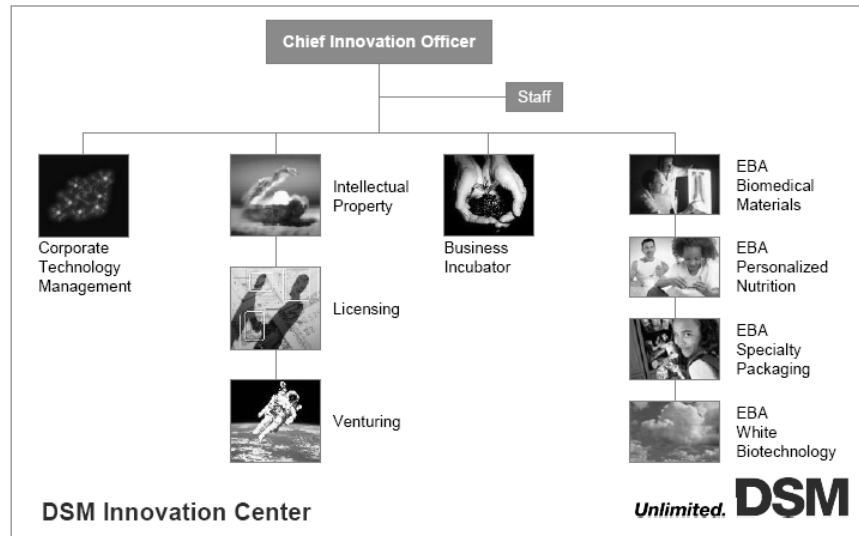 Chief Innovation Officer
Staff
Corporate
Technology
Management
Intellectual
Property
Licensing
Venturing
Business
Incubator
EBA
Biomedical
Materials
EBA
Personalized
Nutrition
EBA
Specialty
Packaging
EBA
White
Biotechnology
DSM Innovation Center
Unlimited. DSM